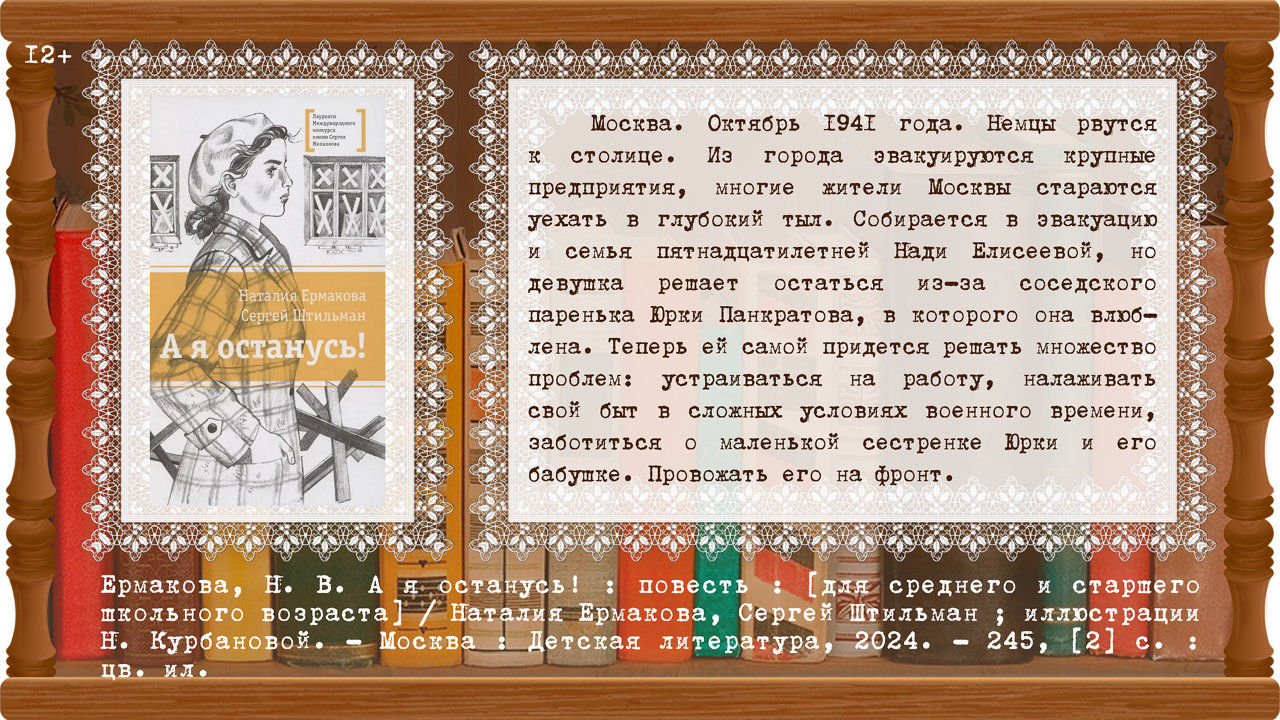 12+
Лауреаты
Международного
конкурса
имени Сергея
Михалкова
Наталия Ермакова
Сергей Штильман
А я останусь!
Москва. Октябрь 1941 года. Немцы рвутся
к столице. Из города эвакуируются крупные
предприятия, многие жители Москвы стараются
уехать в глубокий тыл. Собирается в эвакуацию
и семья пятнадцатилетней Нади Елисеевой, но
девушка решает остаться из-за соседского
паренька Юрки Панкратова, в которого она влюб-
лена. Теперь ей самой придется решать множество
проблем: устраиваться на работу, налаживать
свой быт в сложных условиях военного времени,
заботиться о маленькой сестренке Юрки и его
бабушке. Провожать его на фронт.
Ермакова, Н. В. А я останусь! : повесть : [для среднего и старшего
школьного возраста] / Наталия Ермакова, Сергей Штильман ; иллюстрации
Н. Курбановой. – Москва : Детская литература, 2024. – 245, [2] с. :
цв. ил.